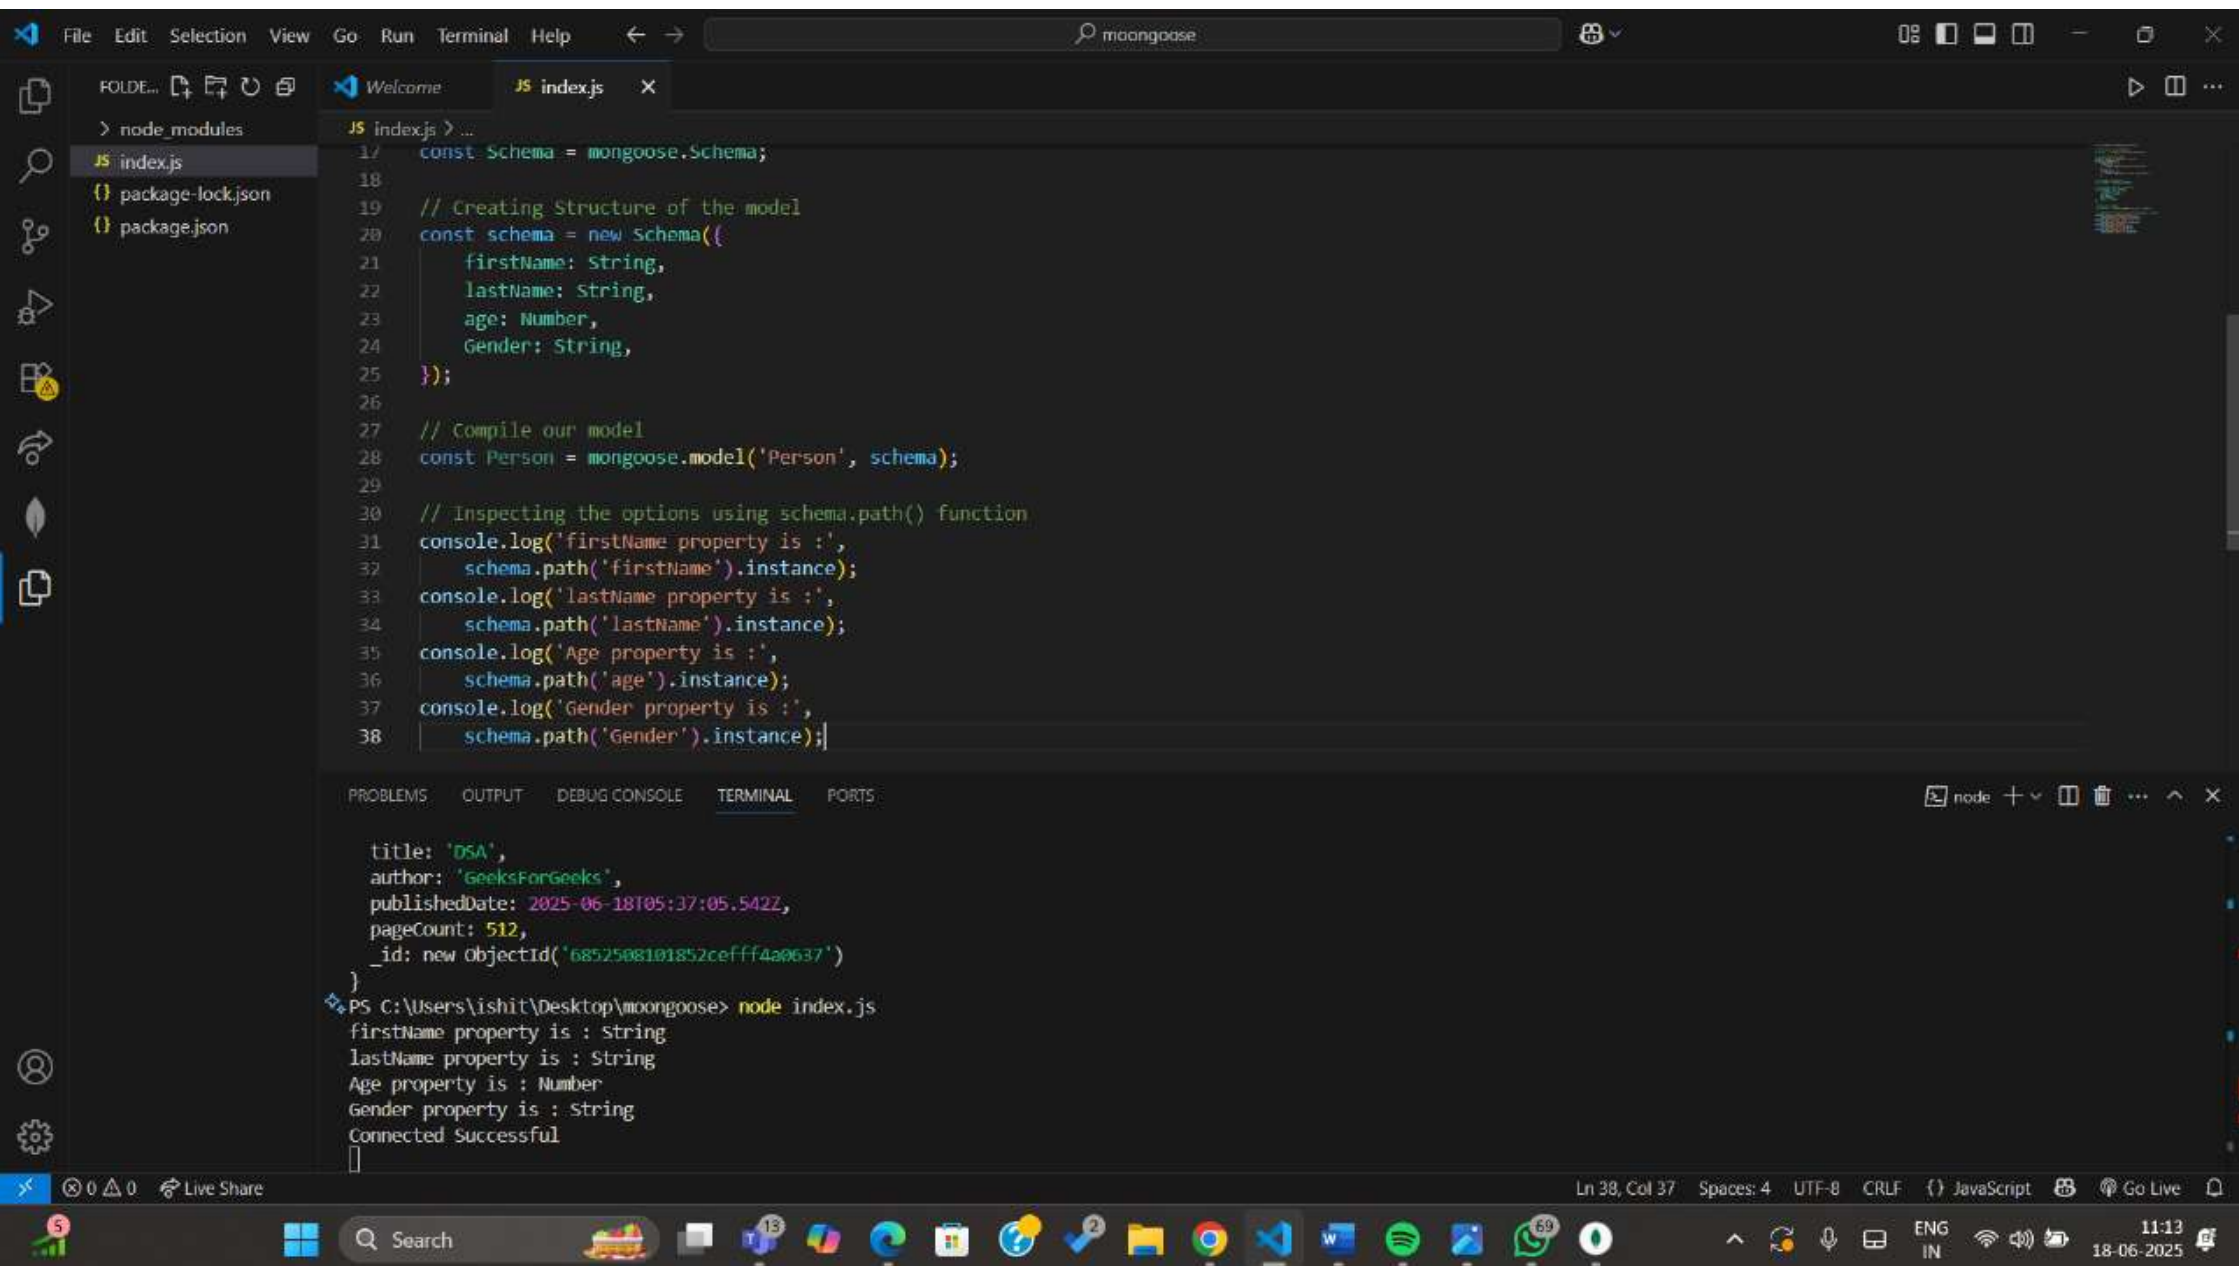 File Edit Selection View Go Run Terminal Help
moongoose
FOLDE...
Welcome
JS index.js
node_modules
JS index.js
{} package-lock.json
{} package.json
JS index.js > ...
17 const Schema = mongoose.Schema;
18
19 // Creating Structure of the model
20 const schema = new Schema({
21 firstName: String,
22 lastName: String,
23 age: Number,
24 Gender: String,
25 });
26
27 // Compile our model
28 const Person = mongoose.model('Person', schema);
29
30 // Inspecting the options using schema.path() function
31 console.log('firstName property is :',
32 schema.path('firstName').instance);
33 console.log('lastName property is :',
34 schema.path('lastName').instance);
35 console.log('Age property is :',
36 schema.path('age').instance);
37 console.log('Gender property is :',
38 schema.path('Gender').instance);
PROBLEMS OUTPUT DEBUG CONSOLE TERMINAL PORTS
node
title: 'DSA',
author: 'GeeksForGeeks',
publishedDate: 2025-06-18T05:37:05.542Z,
pageCount: 512,
_id: new ObjectId('6852508101852cefff4a0637')
}
PS C:\Users\ishit\Desktop\moongoose> node index.js
firstName property is : String
lastName property is : String
Age property is : Number
Gender property is : String
Connected Successful
0 0 Live Share
Ln 38, Col 37 Spaces: 4 UTF-8 CRLF {} JavaScript Go Live
5
Search
13
2
69
ENG
IN
11:13
18-06-2025